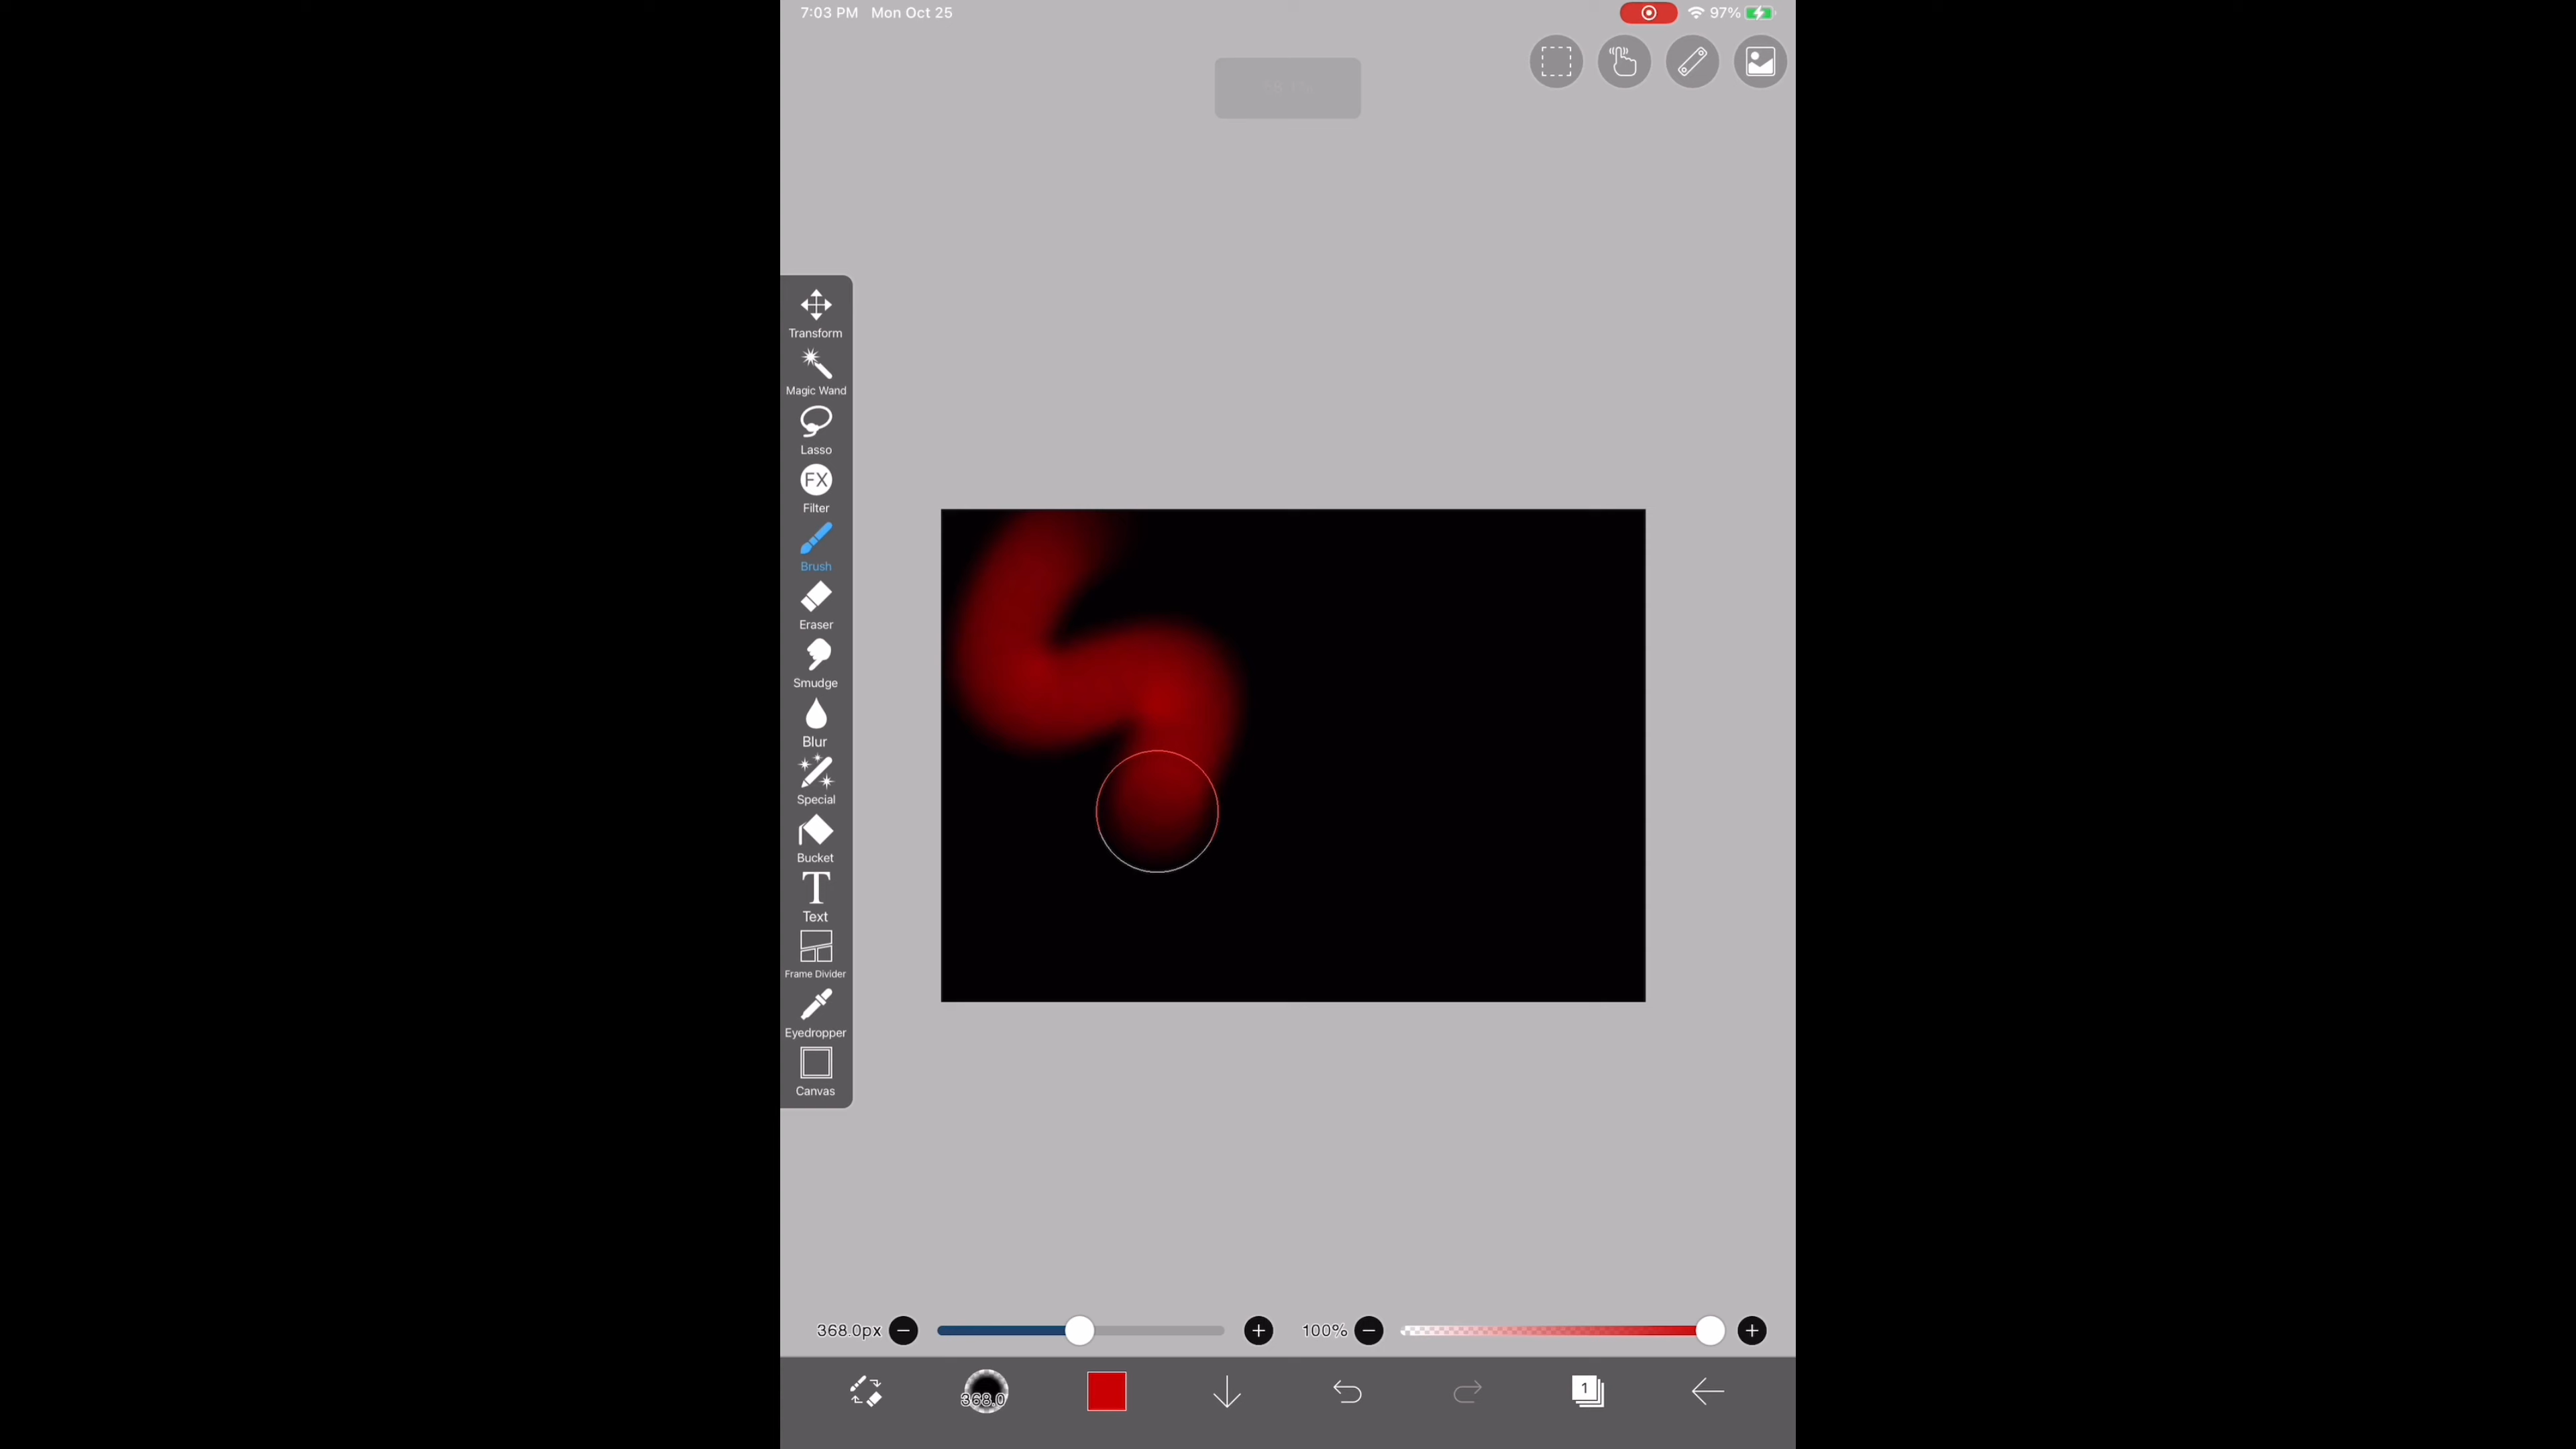 7:03 PM Mon Oct 25
97%
Transform
Magic Wand
Lasso
FX
Filter
Brush
Eraser
Smudge
Blur
Special
Bucket
T
Text
Frame Divider
Eyedropper
Canvas
368.0px
100%
368.0
1